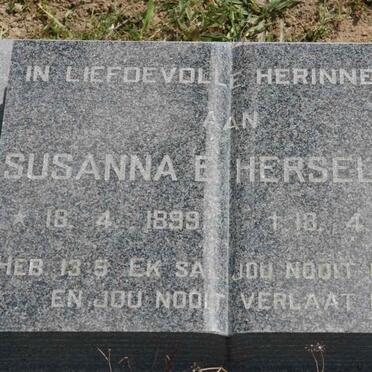 IN LIEFDEVOLLE HERINNE
AAN
SUSANNA E HERSEL
* 18. 4. 1899 † 18. 4.
HEB. 13:5 EK SAL JOU NOOIT
EN JOU NOOIT VERLAAT